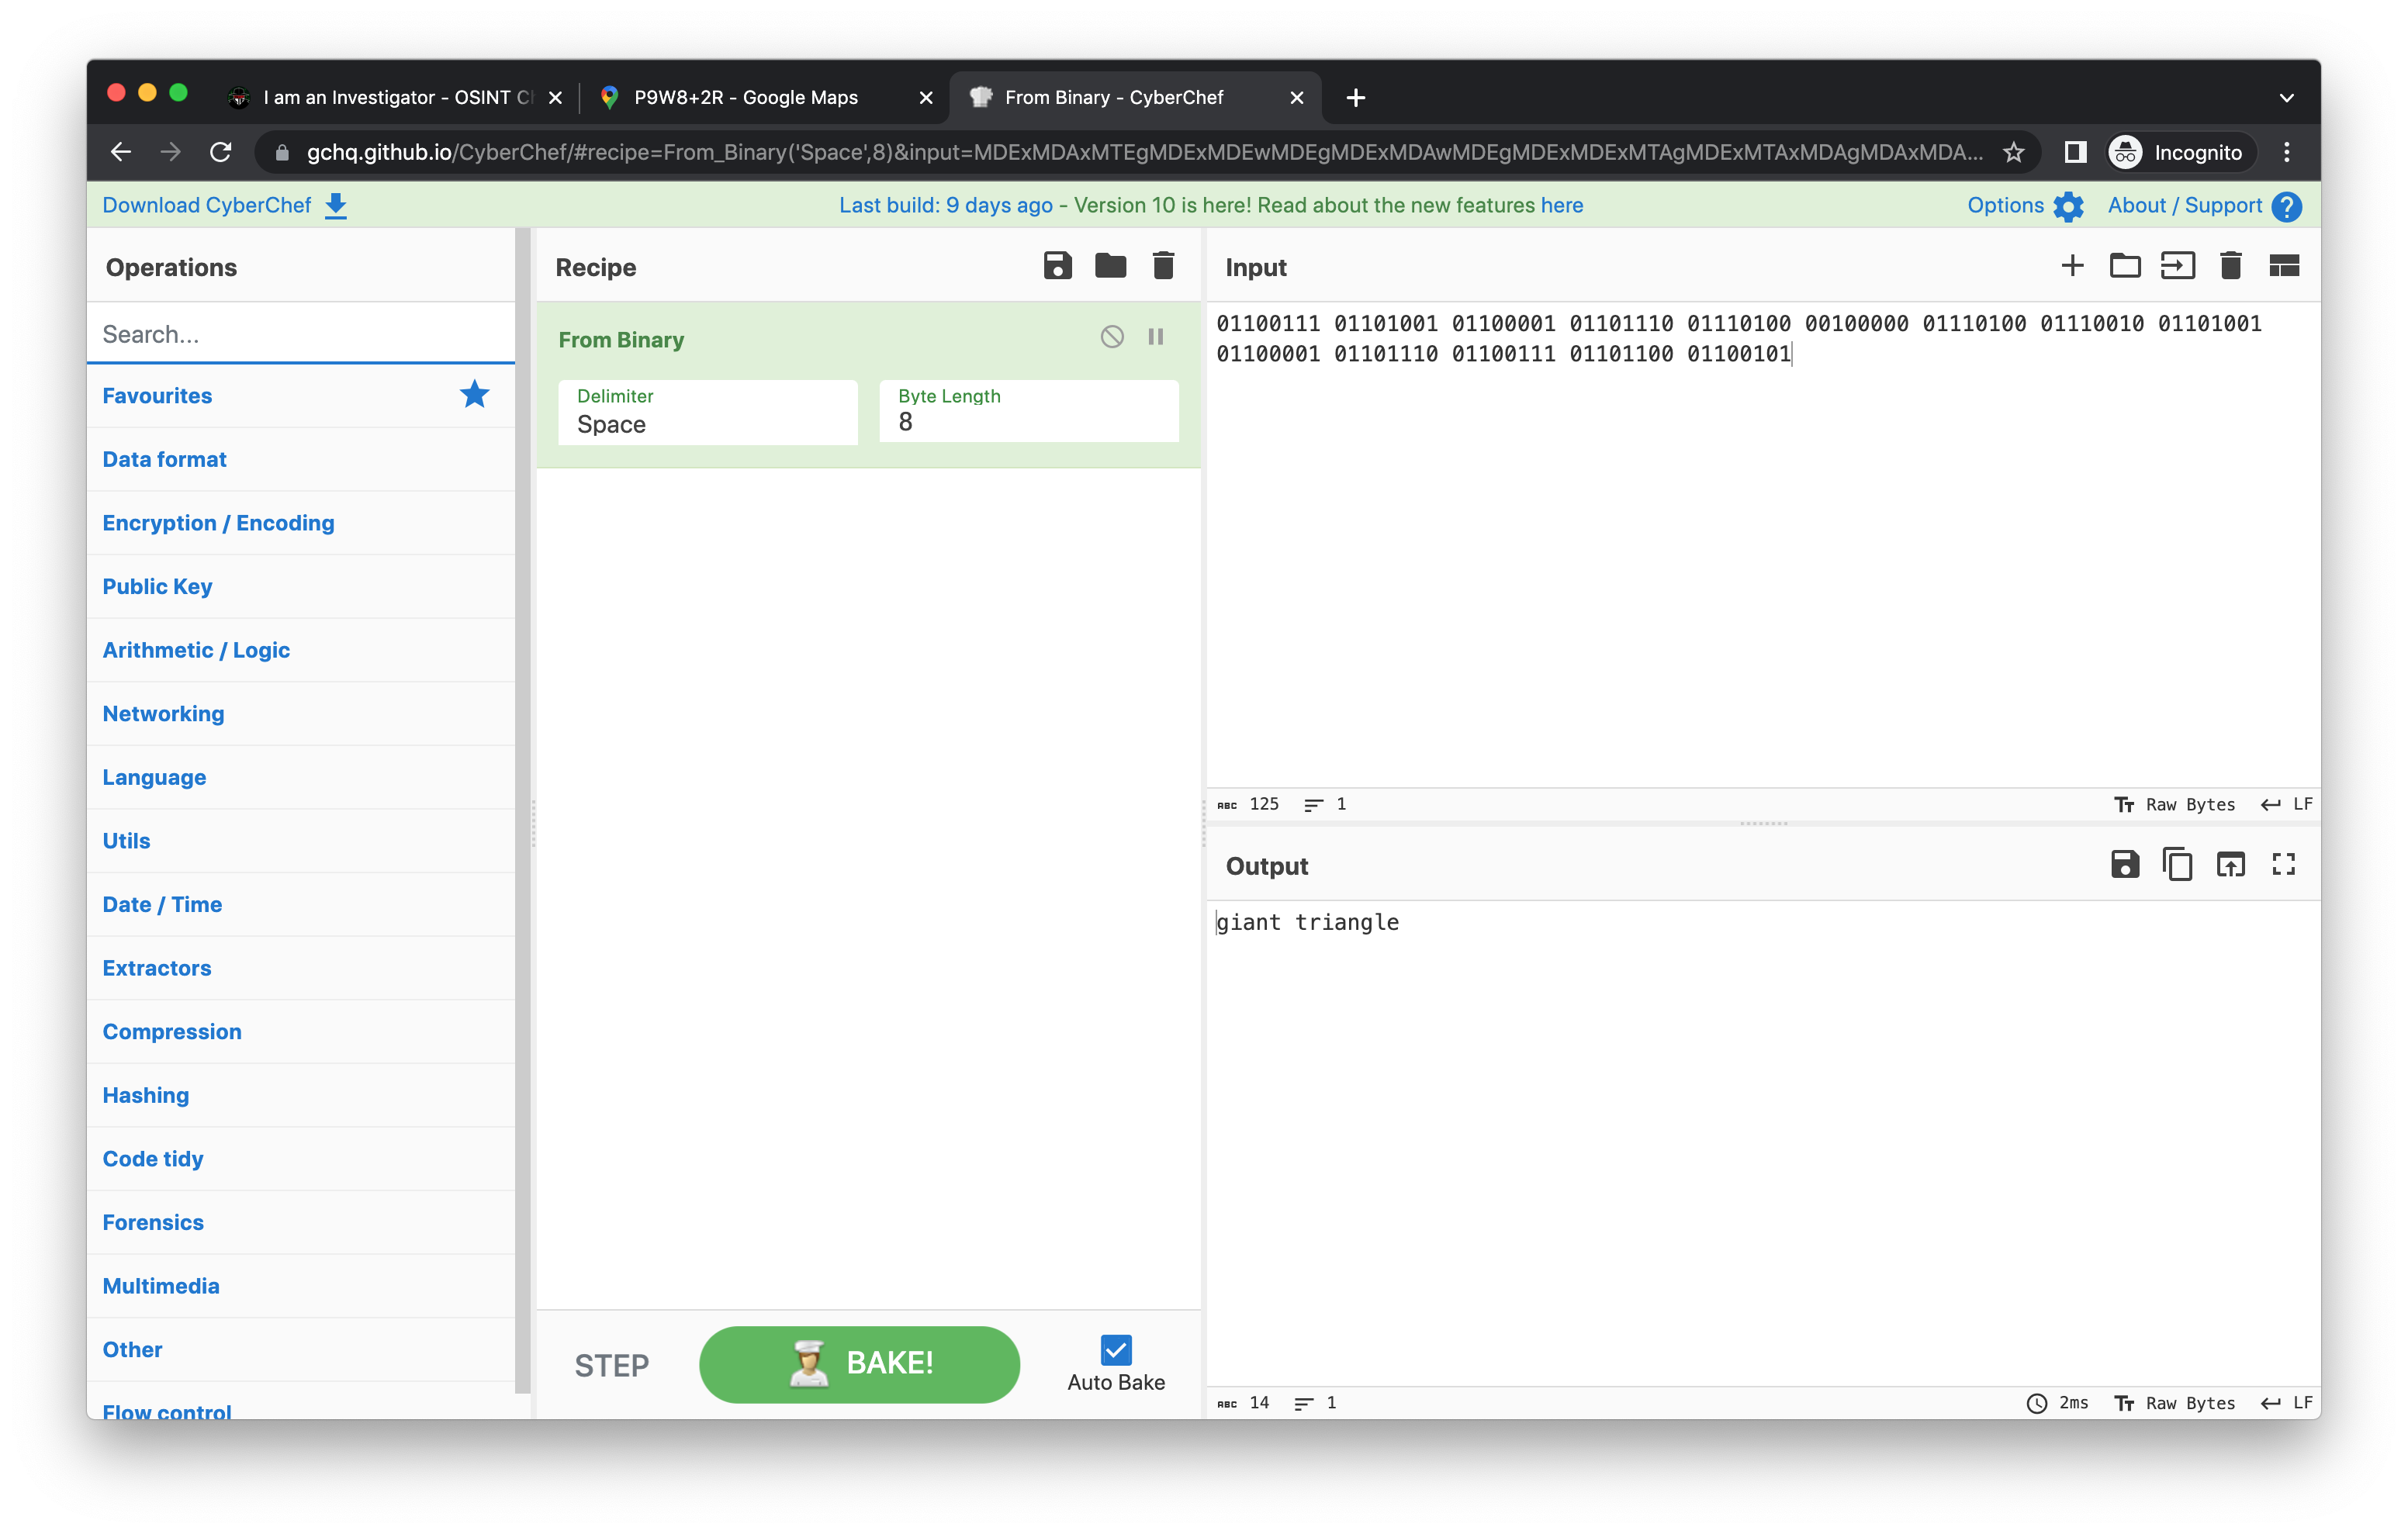 I am an Investigator - OSINT Ch
P9W8+2R - Google Maps
From Binary - CyberChef
gchq.github.io/CyberChef/#recipe=From_Binary('Space',8)&input=MDExMDAxMTEgMDExMDEwMDEgMDExMDAwMDEgMDExMDExMTAgMDExMTAxMDAgMDAxMDA...
Incognito
Download CyberChef
Last build: 9 days ago - Version 10 is here! Read about the new features here
Options
About / Support
Operations
Search...
Favourites
Data format
Encryption / Encoding
Public Key
Arithmetic / Logic
Networking
Language
Utils
Date / Time
Extractors
Compression
Hashing
Code tidy
Forensics
Multimedia
Other
Flow control
Recipe
From Binary
Delimiter
Space
Byte Length
8
STEP
BAKE!
Auto Bake
Input
01100111 01101001 01100001 01101110 01110100 00100000 01110100 01110010 01101001
01100001 01101110 01100111 01101100 01100101
ABC 125 1
Tr Raw Bytes LF
Output
giant triangle
ABC 14 1
2ms Tr Raw Bytes LF